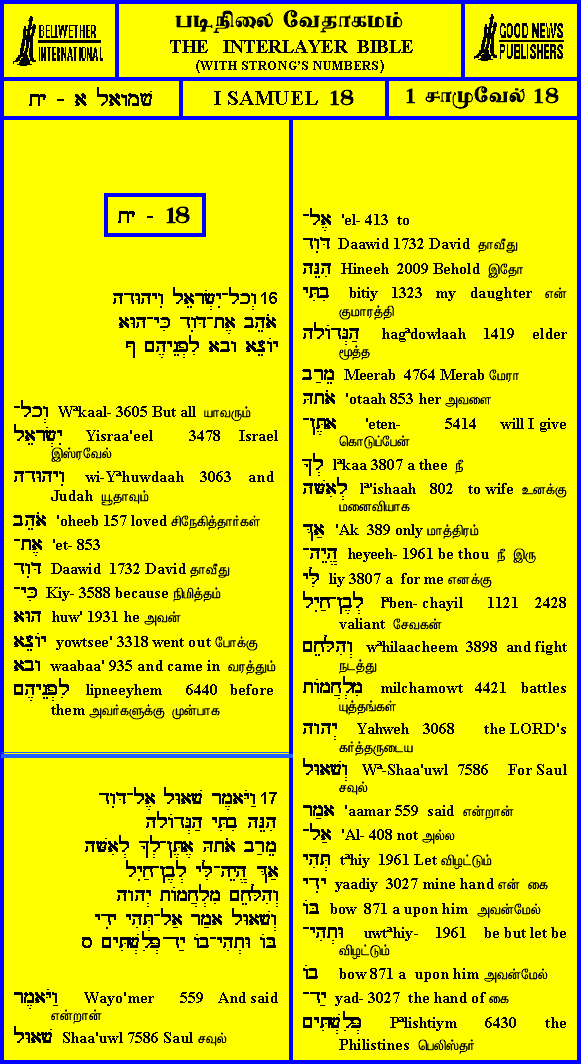 BELLWETHER
INTERNATIONAL
படிநிலை வேதாகமம்
THE INTERLAYER BIBLE
(WITH STRONG'S NUMBERS)
GOOD NEWS
PUBLISHERS
שמואל א - יח
I SAMUEL 18
1 சாமுவேல் 18
יח - 18
16 וְכָל־יִשְׂרָאֵל וִיהוּדָה
אֹהֵב אֶת־דָּוִד כִּי־הוּא
יוֹצֵא וָבָא לִפְנֵיהֶם׃ ף
וְכָל־ Wªkaal- 3605 But all யாவரும்
יִשְׂרָאֵל Yisraa'eel 3478 Israel
இஸ்ரவேல்
וִיהוּדָה wi-Yªhuwdaah 3063 and
Judah யூதாவும்
אֹהֵב 'oheeb 157 loved சிநேகித்தார்கள்
אֶת־ 'et- 853
דָּוִד Daawid 1732 David தாவீது
כִּי־ Kiy- 3588 because நிமித்தம்
הוּא huw' 1931 he அவன்
יוֹצֵא yowtsee' 3318 went out போக்கு
וָבָא waabaa' 935 and came in வரத்தும்
לִפְנֵיהֶם lipneeyhem 6440 before
them அவர்களுக்கு முன்பாக
17 וַיֹּאמֶר שָׁאוּל אֶל־דָּוִד
הִנֵּה בִתִּי הַגְּדוֹלָה
מֵרַב אֹתָהּ אֶתֶּן־לְךָ לְאִשָּׁה
אַךְ הֱיֵה־לִּי לְבֶן־חַיִל
וְהִלָּחֵם מִלְחֲמוֹת יְהוָה
וְשָׁאוּל אָמַר אַל־תְּהִי יָדִי
בּוֹ וּתְהִי־בוֹ יַד־פְּלִשְׁתִּים׃ ס
וַיֹּאמֶר Wayo'mer 559 And said
என்றான்
שָׁאוּל Shaa'uwl 7586 Saul சவுல்
אֶל־ 'el- 413 to
דָּוִד Daawid 1732 David தாவீது
הִנֵּה Hineeh 2009 Behold இதோ
בִתִּי bitiy 1323 my daughter என்
குமாரத்தி
הַגְּדוֹלָה hagªdowlaah 1419 elder
மூத்த
מֵרַב Meerab 4764 Merab மேரா
אֹתָהּ 'otaah 853 her அவளை
אֶתֶּן־ 'eten- 5414 will I give
கொடுப்பேன்
לְךָ lªkaa 3807 a thee நீ
לְאִשָּׁה lª'ishaah 802 to wife உனக்கு
மனைவியாக
אַךְ 'Ak 389 only மாத்திரம்
הֱיֵה־ heyeeh- 1961 be thou நீ இரு
לִּי liy 3807 a for me எனக்கு
לְבֶן־חַיִל lªben- chayil 1121 2428
valiant சேவகன்
וְהִלָּחֵם wªhilaacheem 3898 and fight
நடத்து
מִלְחֲמוֹת milchamowt 4421 battles
யுத்தங்கள்
יְהוָה Yahweh 3068 the LORD's
கர்த்தருடைய
וְשָׁאוּל Wª-Shaa'uwl 7586 For Saul
சவுல்
אָמַר 'aamar 559 said என்றான்
אַל־ 'Al- 408 not அல்ல
תְּהִי tªhiy 1961 Let விழட்டும்
יָדִי yaadiy 3027 mine hand என் கை
בּוֹ bow 871 a upon him அவன்மேல்
וּתְהִי־ uwtªhiy- 1961 be but let be
விழட்டும்
בוֹ bow 871 a upon him அவன்மேல்
יַד־ yad- 3027 the hand of கை
פְּלִשְׁתִּים Pªlishtiym 6430 the
Philistines பெலிஸ்தர்